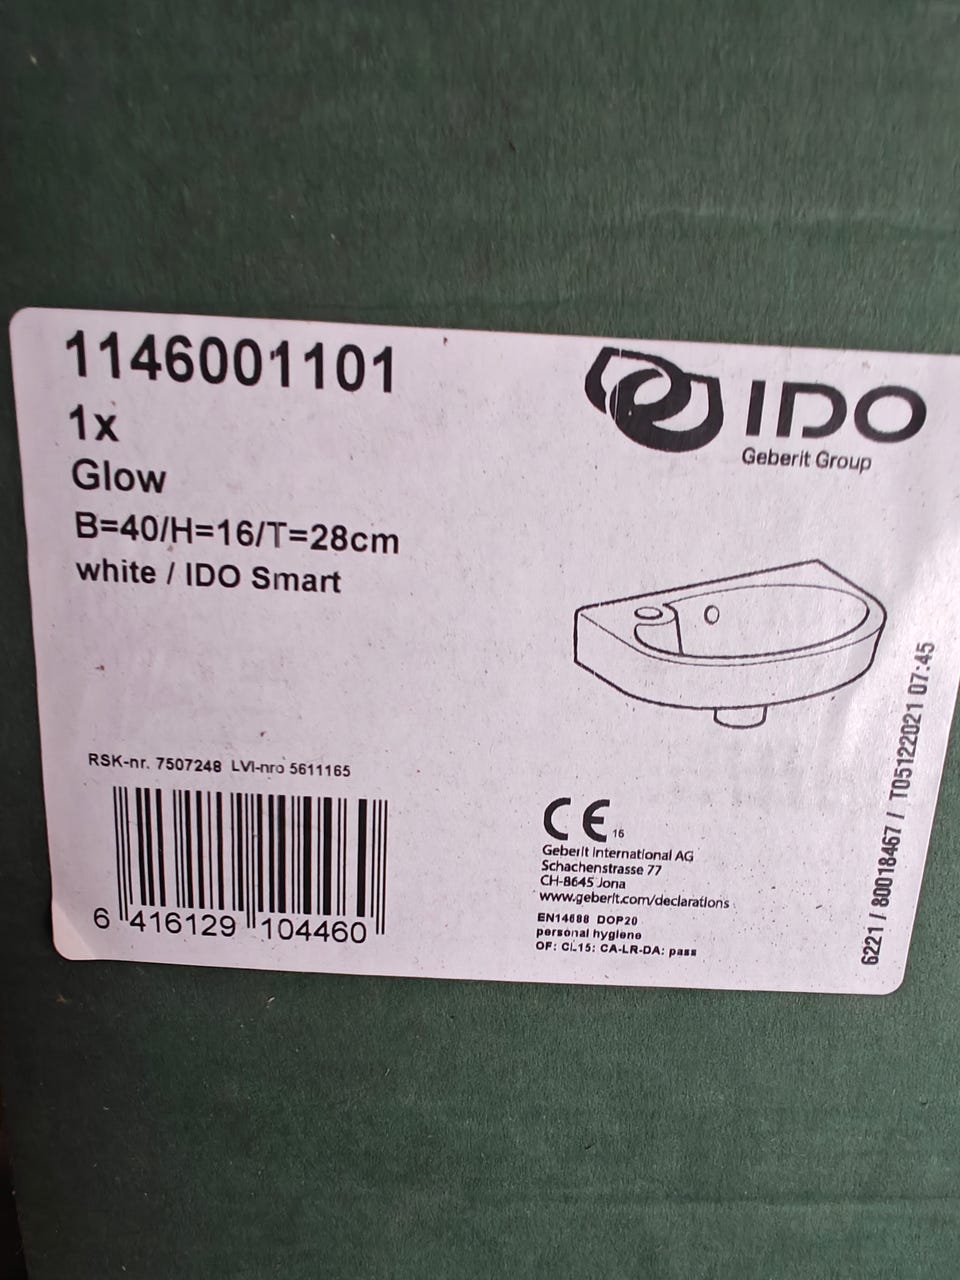 1146001101
1x
Glow
B=40/H=16/T=28cm
white / IDO Smart
IDO
Geberit Group
RSK-nr. 7507248 LVI-nro 5611165
6 416129 104460
CE 16
Geberit International AG
Schachenstrasse 77
CH-8645 Jona
www.geberit.com/declarations
EN14688 DOP20
personal hygiene
OF: CL15: CA-LR-DA: pass
6221 / 80018467 / T05122021 07:45